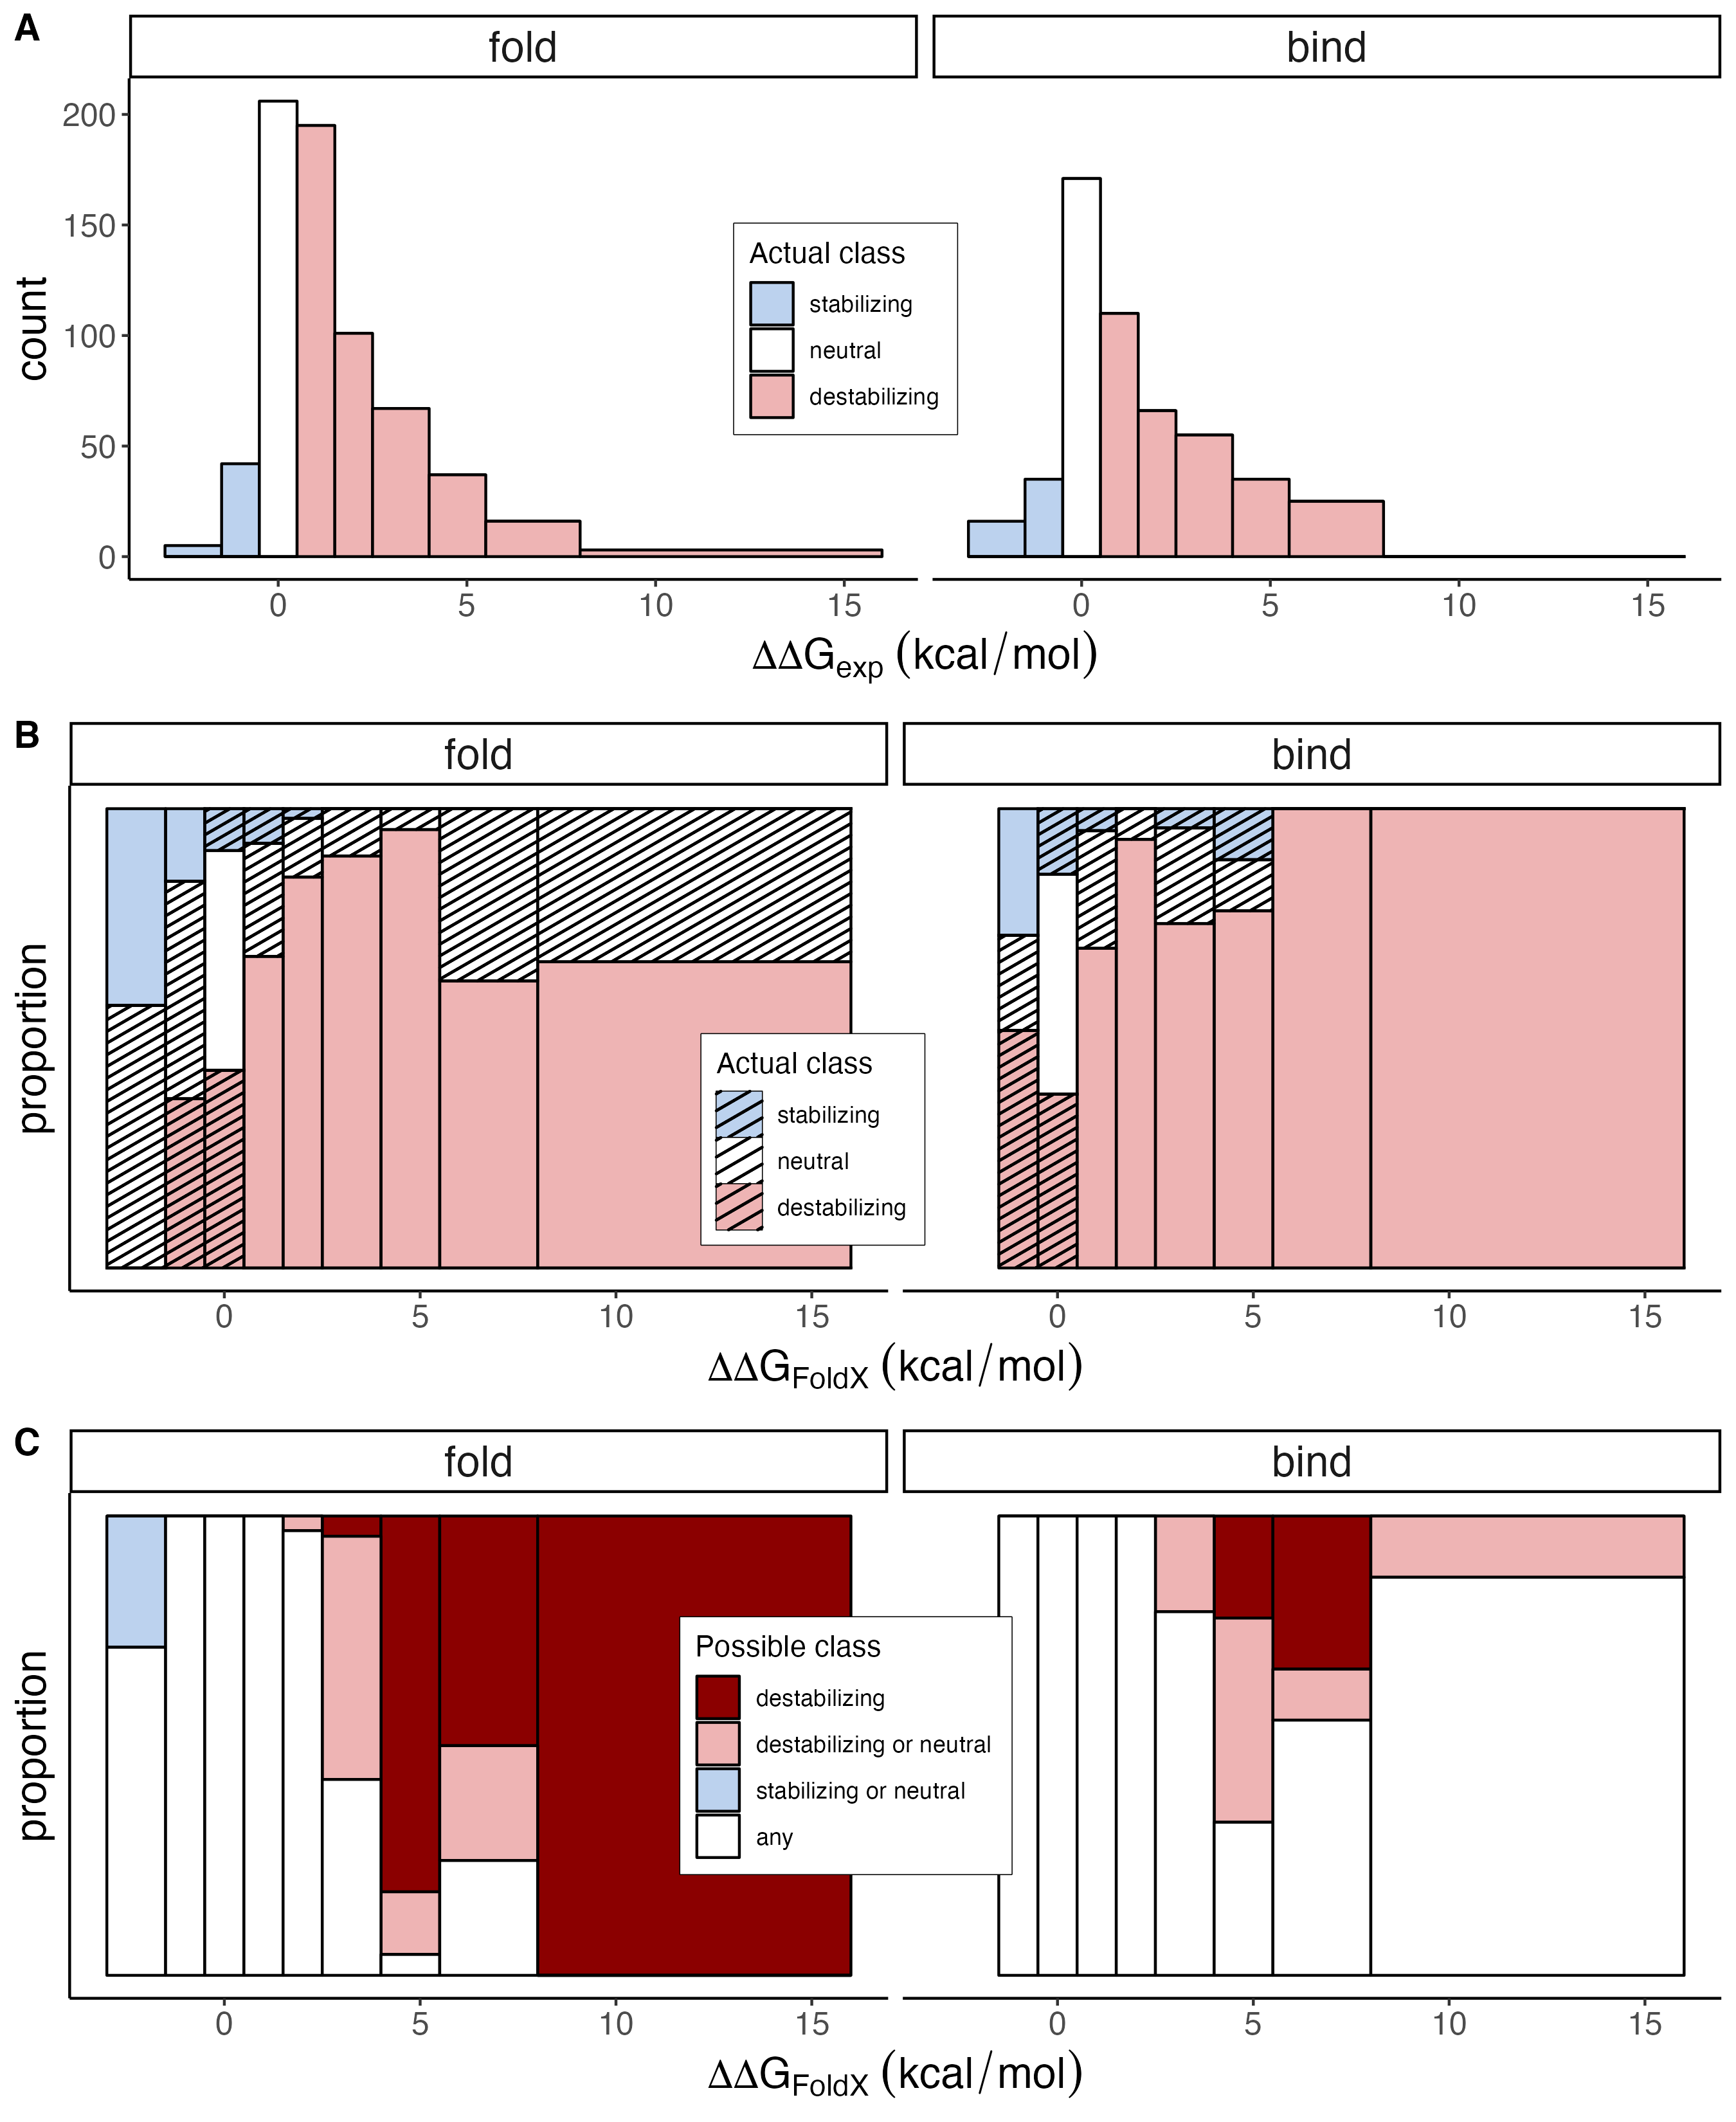 A
fold
bind
200
150
100
50
0
count
Actual class
stabilizing
neutral
destabilizing
0 5 10 15
0 5 10 15
ΔΔGexp (kcal/mol)
B
fold
bind
proportion
Actual class
stabilizing
neutral
destabilizing
0 5 10 15
0 5 10 15
ΔΔGFoldX (kcal/mol)
C
fold
bind
proportion
Possible class
destabilizing
destabilizing or neutral
stabilizing or neutral
any
0 5 10 15
0 5 10 15
ΔΔGFoldX (kcal/mol)